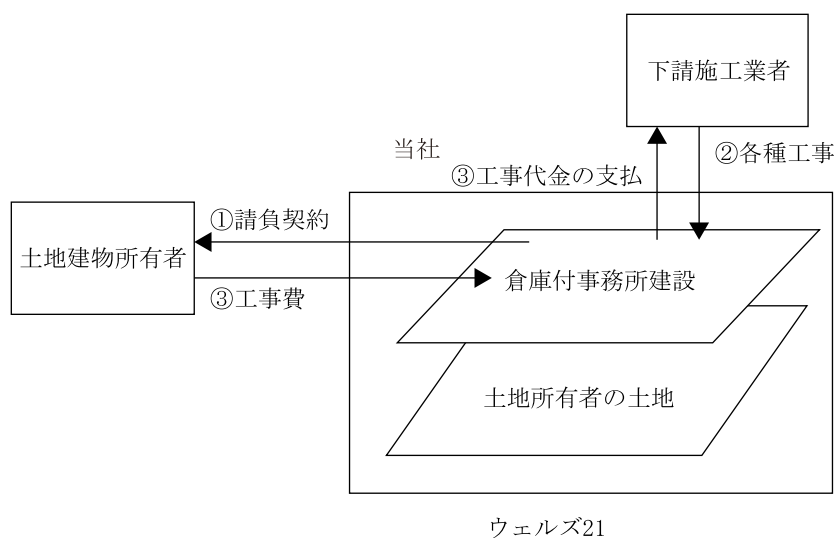 下請施工業者
当社
②各種工事
③工事代金の支払
①請負契約
土地建物所有者
倉庫付事務所建設
③工事費
土地所有者の土地
ウェルズ21